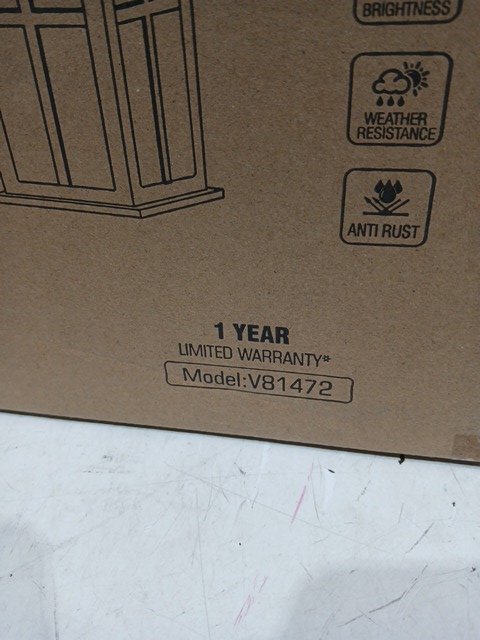 BRIGHTNESS
WEATHER
RESISTANCE
ANTI RUST
1 YEAR
LIMITED WARRANTY*
Model:V81472